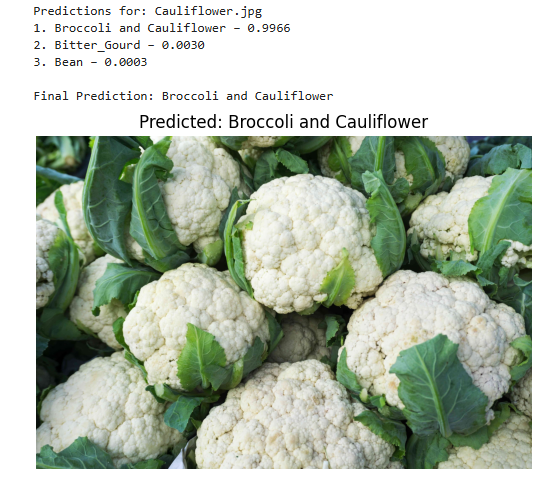 Predictions for: Cauliflower.jpg
1. Broccoli and Cauliflower – 0.9966
2. Bitter_Gourd – 0.0030
3. Bean – 0.0003
Final Prediction: Broccoli and Cauliflower
Predicted: Broccoli and Cauliflower